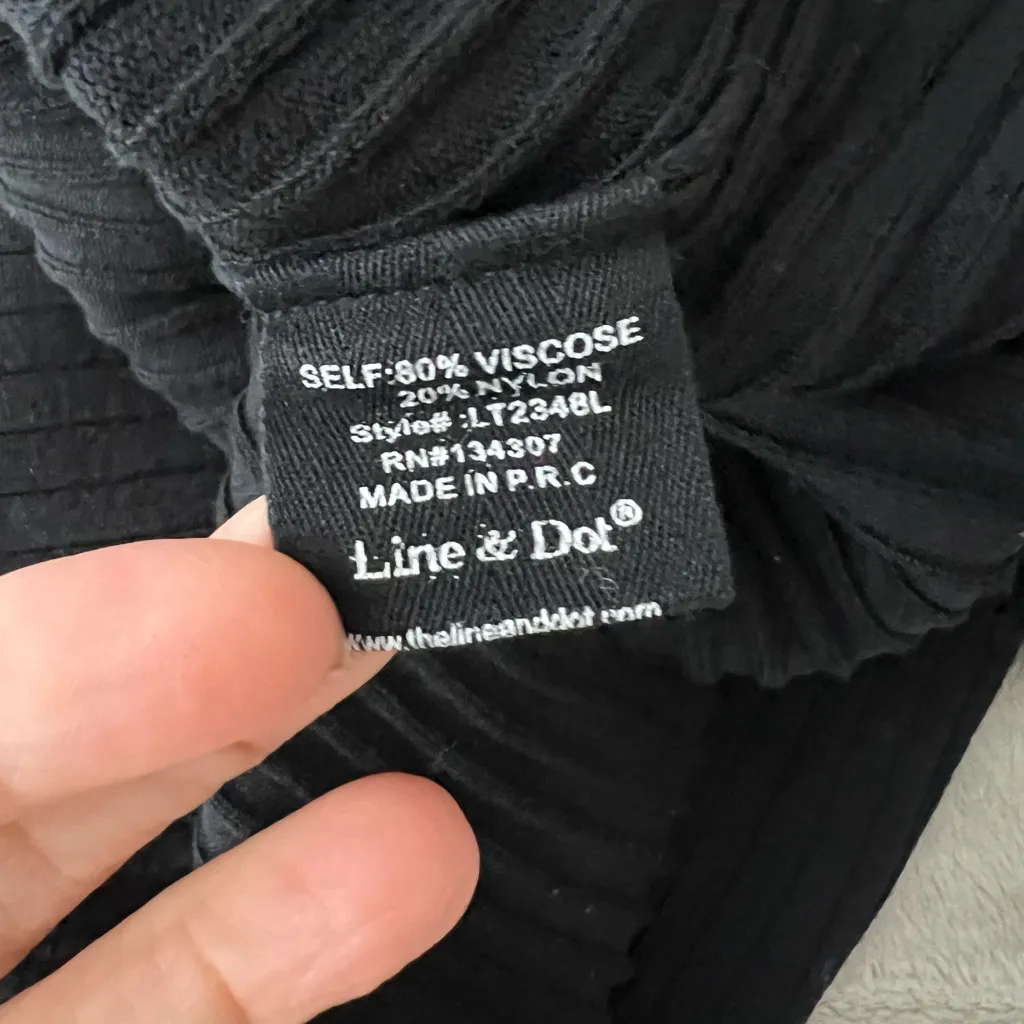 SELF:80% VISCOSE
20% NYLON
Style# :LT2348L
RN#134307
MADE IN P.R.C
Line & Dot®
www.thelineanddot.com